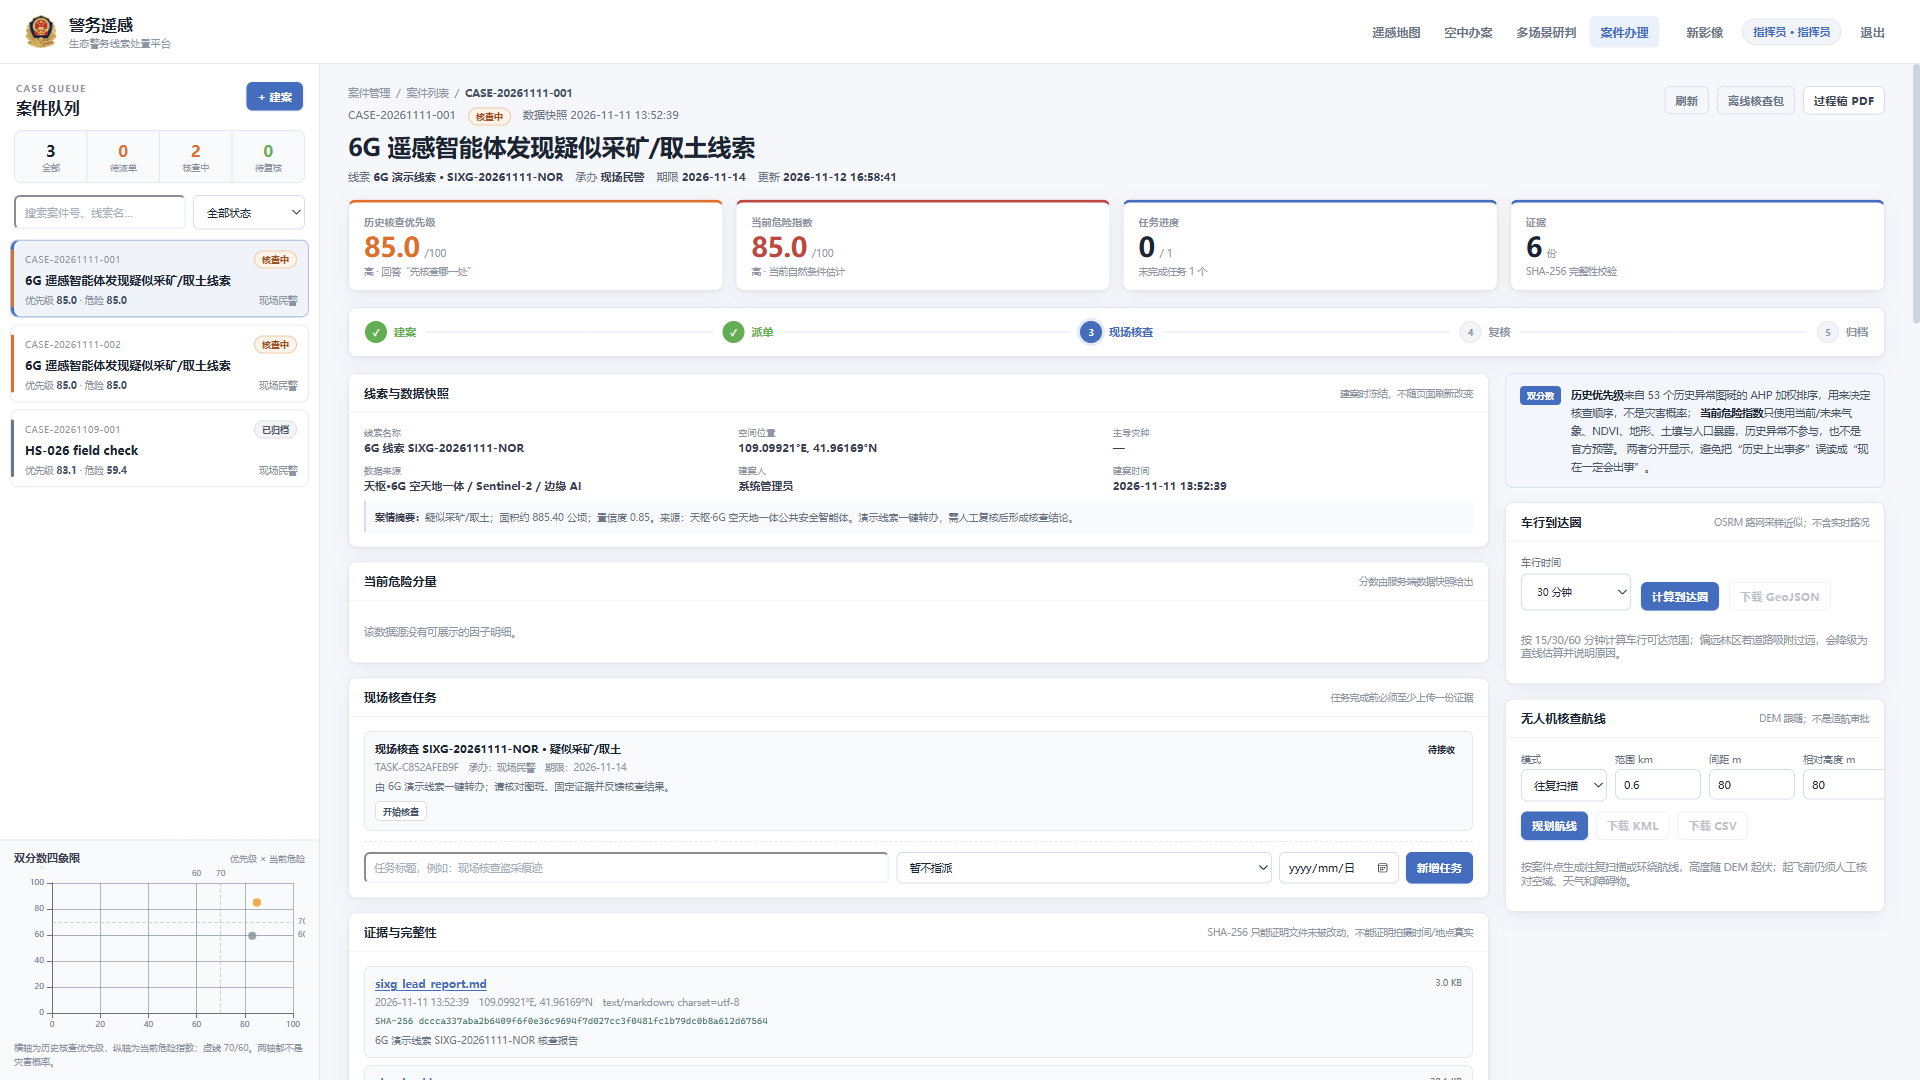 警务遥感
生态警务线索处置平台
遥感地图
空中办案
多场景研判
案件办理
新影像
指挥员 • 指挥员
退出
CASE QUEUE
案件队列
+ 建案
3
全部
0
待派单
2
核查中
0
待复核
搜索案件号、线索名...
全部状态
CASE-20261111-001
核查中
6G 遥感智能体发现疑似采矿/取土线索
优先级 85.0 · 危险 85.0
现场民警
CASE-20261111-002
核查中
6G 遥感智能体发现疑似采矿/取土线索
优先级 85.0 · 危险 85.0
现场民警
CASE-20261109-001
已归档
HS-026 field check
优先级 83.1 · 危险 59.4
现场民警
双分数四象限
优先级 × 当前危险
60 70
100
80
60
40
20
0
70
60
0 20 40 60 80 100
横轴为历史核查优先级，纵轴为当前危险指数；虚线 70/60。两轴都不是
灾害概率。
案件管理 / 案件列表 / CASE-20261111-001
CASE-20261111-001 核查中 数据快照 2026-11-11 13:52:39
刷新
离线核查包
过程稿 PDF
6G 遥感智能体发现疑似采矿/取土线索
线索 6G 演示线索 • SIXG-20261111-NOR 承办 现场民警 期限 2026-11-14 更新 2026-11-12 16:58:41
历史核查优先级
85.0 /100
高 · 回答“先核查哪一处”
当前危险指数
85.0 /100
高 · 当前自然条件估计
任务进度
0 / 1
未完成任务 1 个
证据
6 份
SHA-256 完整性校验
建案
派单
3 现场核查
4 复核
5 归档
线索与数据快照
建案时冻结，不随页面刷新改变
线索名称
6G 线索 SIXG-20261111-NOR
空间位置
109.09921°E, 41.96169°N
主导灾种
—
数据来源
天枢•6G 空天地一体 / Sentinel-2 / 边缘 AI
建案人
系统管理员
建案时间
2026-11-11 13:52:39
案情摘要：疑似采矿/取土；面积约 885.40 公顷；置信度 0.85。来源：天枢·6G 空天地一体公共安全智能体。演示线索一键转办，需人工复核后形成核查结论。
当前危险分量
分数由服务端数据快照给出
该数据源没有可展示的因子明细。
现场核查任务
任务完成前必须至少上传一份证据
现场核查 SIXG-20261111-NOR • 疑似采矿/取土
待接收
TASK-C852AFEB9F 承办：现场民警 期限：2026-11-14
由 6G 演示线索一键转办；请核对图斑、固定证据并反馈核查结果。
开始核查
任务标题，例如：现场核查盗采痕迹
暂不指派
yyyy/mm/日
新增任务
证据与完整性
SHA-256 只能证明文件未被改动，不能证明拍摄时间/地点真实
sixg_lead_report.md
3.0 KB
2026-11-11 13:52:39 109.09921°E, 41.96169°N text/markdown; charset=utf-8
SHA-256 dccca337aba2b6409f6f0e36c9694f7d027cc3f0481fc1b79dc0b8a612d67564
6G 演示线索 SIXG-20261111-NOR 核查报告
双分数
历史优先级来自 53 个历史异常图斑的 AHP 加权排序，用来决定
核查顺序，不是灾害概率；当前危险指数只使用当前/未来气
象、NDVI、地形、土壤与人口暴露，历史异常不参与，也不是
官方预警。两者分开显示，避免把“历史上出事多”误读成“现
在一定会出事”。
车行到达圈
OSRM 路网采样近似；不含实时路况
车行时间
30 分钟
计算到达圈
下载 GeoJSON
按 15/30/60 分钟计算车行可达范围；偏远林区若道路吸附过远，会降级为
直线估算并说明原因。
无人机核查航线
DEM 跟随；不是适航审批
模式
范围 km
间距 m
相对高度 m
往复扫描
0.6
80
80
规划航线
下载 KML
下载 CSV
按案件点生成往复扫描或环绕航线，高度随 DEM 起伏；起飞前仍须人工核
对空域、天气和障碍物。